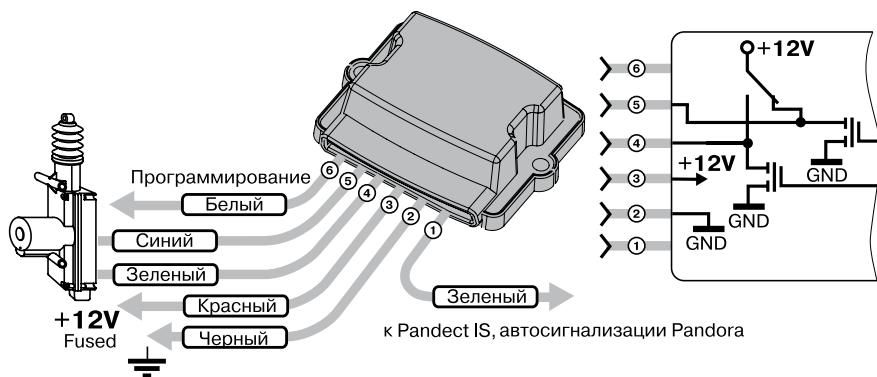 Программирование
Белый
Синий
Зеленый
Красный
Черный
+12V
Fused
6
5
4
3
2
1
Зеленый
к Pandect IS, автосигнализации Pandora
6
5
4
3
2
1
+12V
GND
+12V
GND
GND